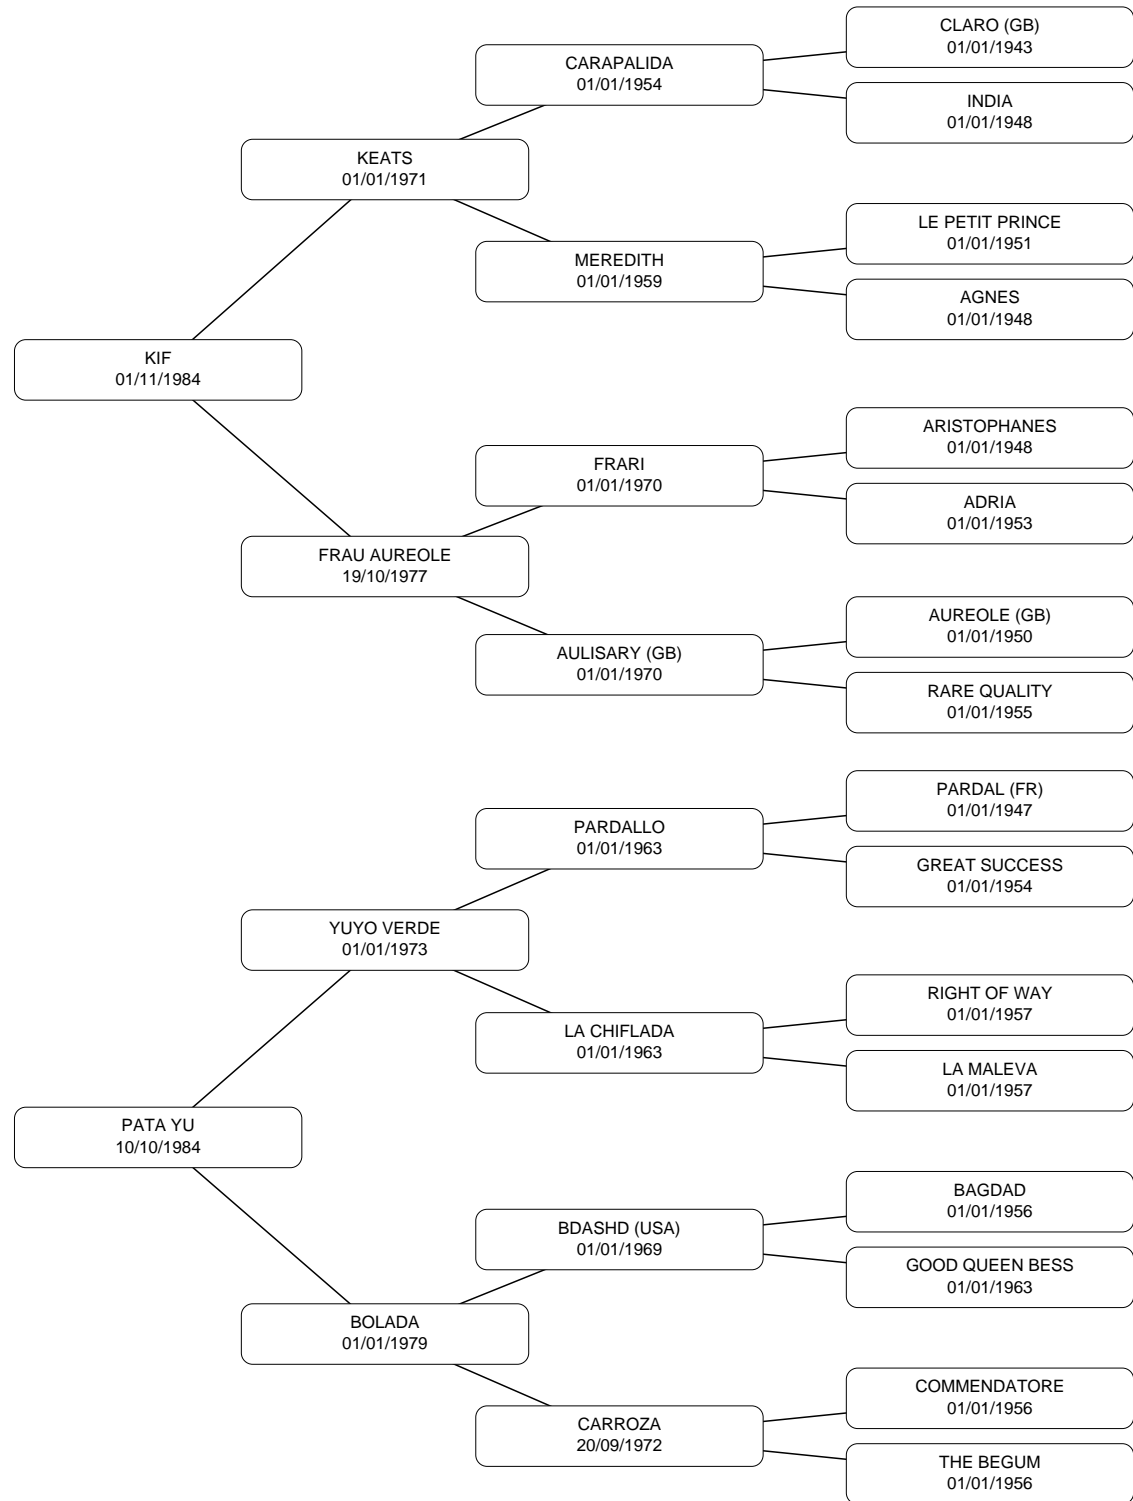 CLARO (GB)
01/01/1943
CARAPALIDA
01/01/1954
INDIA
01/01/1948
KEATS
01/01/1971
LE PETIT PRINCE
01/01/1951
MEREDITH
01/01/1959
AGNES
01/01/1948
KIF
01/11/1984
ARISTOPHANES
01/01/1948
FRARI
01/01/1970
ADRIA
01/01/1953
FRAU AUREOLE
19/10/1977
AUREOLE (GB)
01/01/1950
AULISARY (GB)
01/01/1970
RARE QUALITY
01/01/1955
PARDAL (FR)
01/01/1947
PARDALLO
01/01/1963
GREAT SUCCESS
01/01/1954
YUYO VERDE
01/01/1973
RIGHT OF WAY
01/01/1957
LA CHIFLADA
01/01/1963
LA MALEVA
01/01/1957
PATA YU
10/10/1984
BAGDAD
01/01/1956
BDASHD (USA)
01/01/1969
GOOD QUEEN BESS
01/01/1963
BOLADA
01/01/1979
COMMENDATORE
01/01/1956
CARROZA
20/09/1972
THE BEGUM
01/01/1956